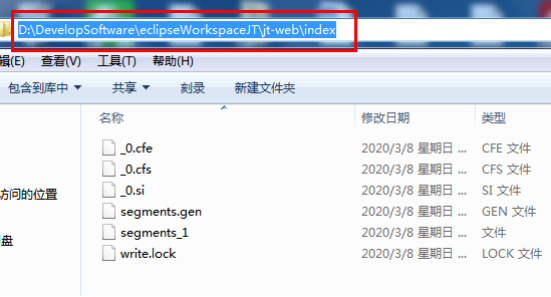 D:\DevelopSoftware\eclipseWorkspaceJT\jt-web\index
(E) 查看(V) 工具(T) 帮助(H)
包含到库中 共享 刻录 新建文件夹
名称 修改日期 类型
_0.cfe 2020/3/8 星期日 ... CFE 文件
_0.cfs 2020/3/8 星期日 ... CFS 文件
_0.si 2020/3/8 星期日 ... SI 文件
segments.gen 2020/3/8 星期日 ... GEN 文件
segments_1 2020/3/8 星期日 ... 文件
write.lock 2020/3/8 星期日 ... LOCK 文件
访问的位置
盘